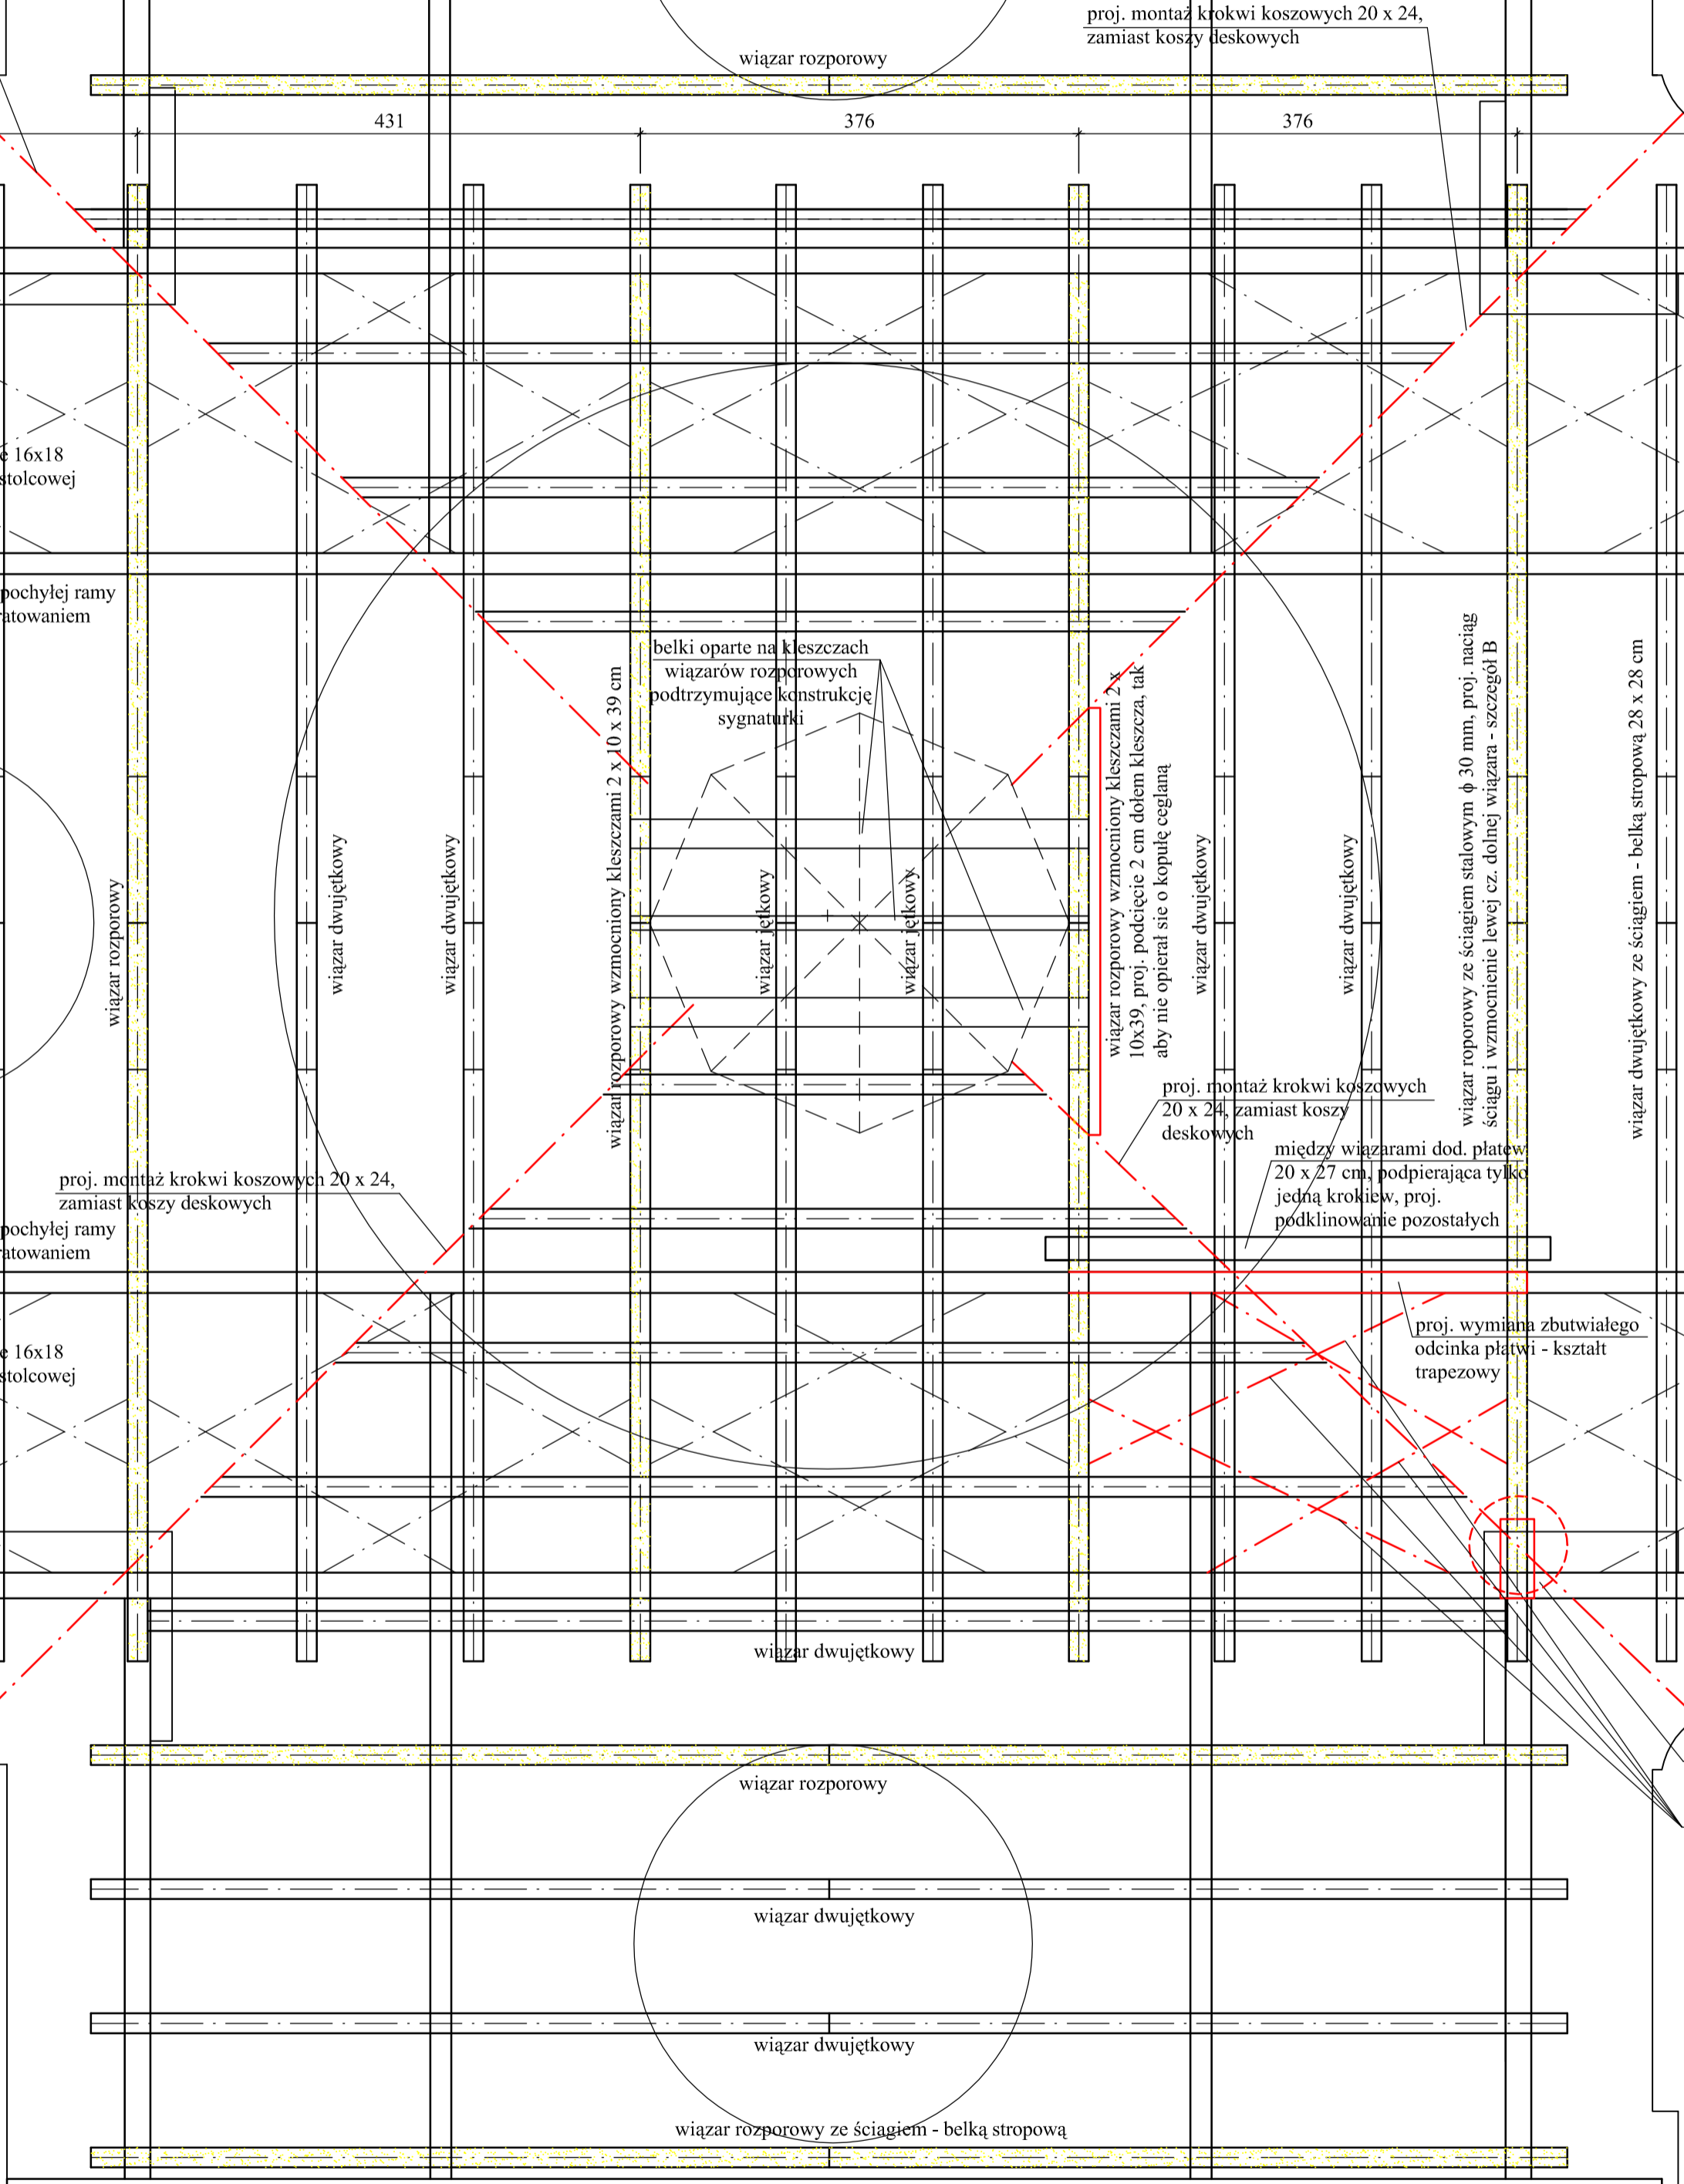 proj. montaż krokwi koszowych 20 x 24,
zamiast koszy deskowych
wiązar rozporowy
431
376
376
16x18
stolcowej
pochyłej ramy
ratowaniem
belki oparte na kleszczach
wiązarów rozporowych
podtrzymujące konstrukcję
sygnaturki
wiązar rozporowy
wiązar dwujętkowy
wiązar dwujętkowy
wiązar rozporowy wzmocniony kleszczami 2 x 10 x 39 cm
wiązar jętkowy
wiązar jętkowy
wiązar rozporowy wzmocniony kleszczami 2 x
10x39, proj. podcięcie 2 cm dołem kleszcza, tak
aby nie opierał sie o kopułę ceglaną
wiązar dwujętkowy
wiązar dwujętkowy
wiązar roporowy ze ściągiem stalowym ϕ 30 mm, proj. naciąg
ściągu i wzmocnienie lewej cz. dolnej wiązara - szczegół B
wiązar dwujętkowy ze ściągiem - belką stropową 28 x 28 cm
proj. montaż krokwi koszowych
20 x 24, zamiast koszy
deskowych
między wiązarami dod. płatew
20 x 27 cm, podpierająca tylko
jedną krokiew, proj.
podklinowanie pozostałych
proj. montaż krokwi koszowych 20 x 24,
zamiast koszy deskowych
pochyłej ramy
ratowaniem
proj. wymiana zbutwiałego
odcinka płatwi - kształt
trapezowy
16x18
stolcowej
wiązar dwujętkowy
wiązar rozporowy
wiązar dwujętkowy
wiązar dwujętkowy
wiązar rozporowy ze ściągiem - belką stropową